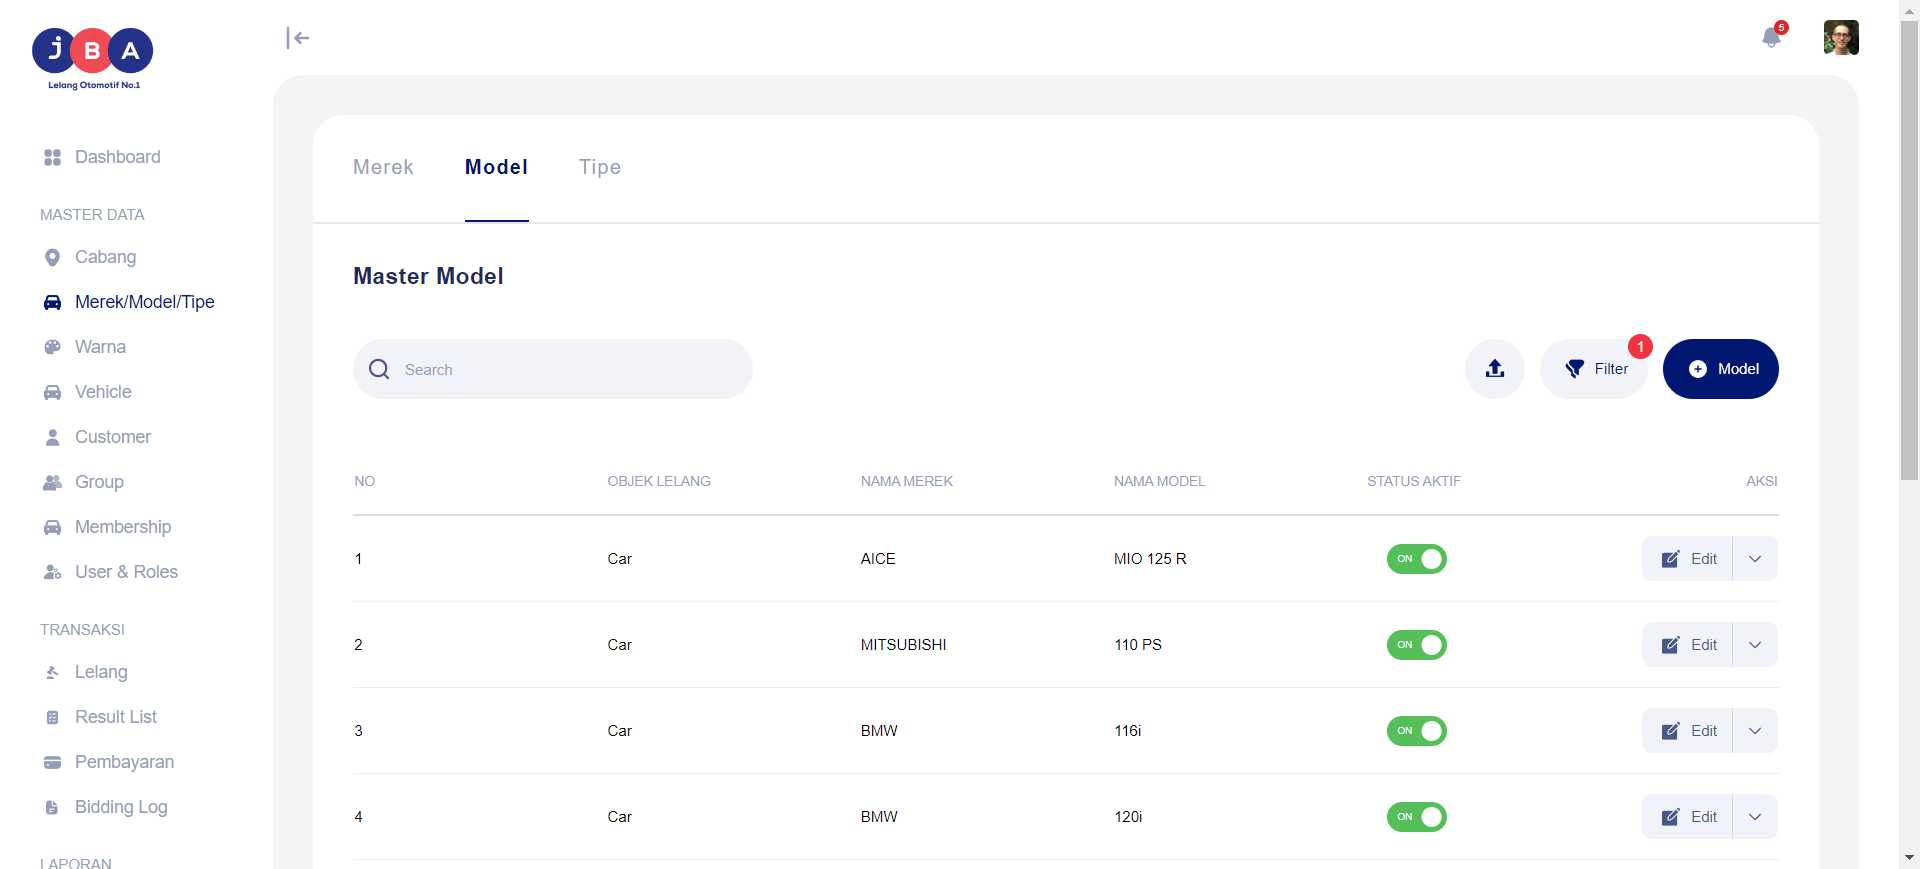 JBA
Lelang Otomotif No.1
5
Dashboard
MASTER DATA
Cabang
Merek/Model/Tipe
Warna
Vehicle
Customer
Group
Membership
User & Roles
TRANSAKSI
Lelang
Result List
Pembayaran
Bidding Log
LAPORAN
Merek Model Tipe
Master Model
Search
Filter 1
Model
NO OBJEK LELANG NAMA MEREK NAMA MODEL STATUS AKTIF AKSI
1 Car AICE MIO 125 R ON Edit
2 Car MITSUBISHI 110 PS ON Edit
3 Car BMW 116i ON Edit
4 Car BMW 120i ON Edit